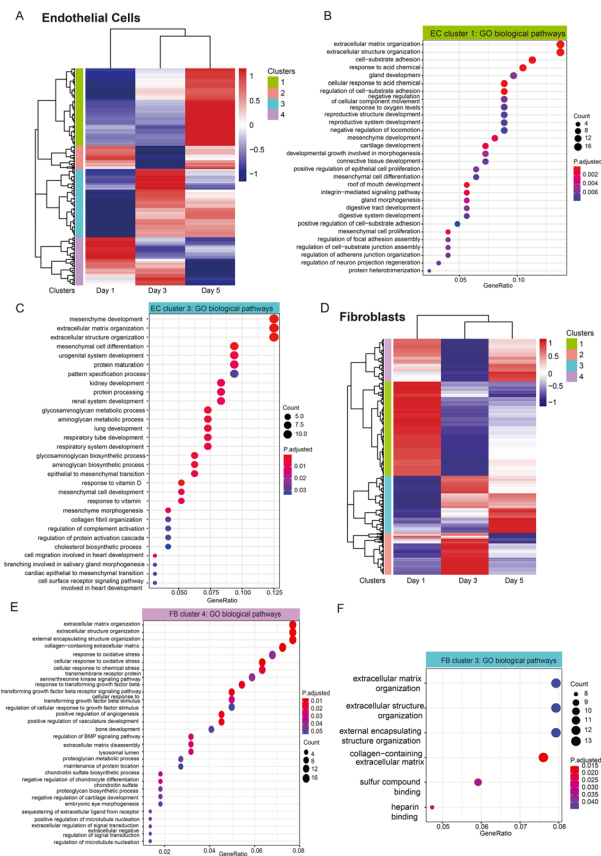 A
Endothelial Cells
1
0.5
0
−0.5
−1
Clusters
1
2
3
4
Clusters
Day 1
Day 3
Day 5
B
EC cluster 1: GO biological pathways
extracellular matrix organization
extracellular structure organization
cell-substrate adhesion
response to acid chemical
gland development
cellular response to acid chemical
regulation of cell-substrate adhesion
negative regulation
of cellular component movement
response to oxygen levels
reproductive structure development
reproductive system development
negative regulation of locomotion
mesenchyme development
cartilage development
developmental growth involved in morphogenesis
connective tissue development
positive regulation of epithelial cell proliferation
mesenchymal cell differentiation
roof of mouth development
integrin-mediated signaling pathway
gland morphogenesis
digestive tract development
digestive system development
positive regulation of cell-substrate adhesion
mesenchymal cell proliferation
regulation of focal adhesion assembly
regulation of cell-substrate junction assembly
regulation of adherens junction organization
regulation of neuron projection regeneration
protein heterotrimerization
0.05
0.10
GeneRatio
Count
4
8
12
16
P.adjusted
0.002
0.004
0.006
C
EC cluster 3: GO biological pathways
mesenchyme development
extracellular matrix organization
extracellular structure organization
mesenchymal cell differentiation
urogenital system development
protein maturation
pattern specification process
kidney development
protein processing
renal system development
glycosaminoglycan metabolic process
aminoglycan metabolic process
lung development
respiratory tube development
respiratory system development
glycosaminoglycan biosynthetic process
aminoglycan biosynthetic process
epithelial to mesenchymal transition
response to vitamin D
mesenchymal cell development
response to vitamin
mesenchyme morphogenesis
collagen fibril organization
regulation of complement activation
regulation of protein activation cascade
cholesterol biosynthetic process
cell migration involved in heart development
branching involved in salivary gland morphogenesis
cardiac epithelial to mesenchymal transition
cell surface receptor signaling pathway
involved in heart development
0.050
0.075
0.100
0.125
GeneRatio
Count
5.0
7.5
10.0
P.adjusted
0.01
0.02
0.03
D
Fibroblasts
1
0.5
0
−0.5
−1
Clusters
1
2
3
4
Clusters
Day 1
Day 3
Day 5
E
FB cluster 4: GO biological pathways
extracellular matrix organization
extracellular structure organization
external encapsulating structure organization
collagen-containing extracellular matrix
response to oxidative stress
cellular response to oxidative stress
cellular response to chemical stress
transmembrane receptor protein
serine/threonine kinase signaling pathway
response to transforming growth factor beta
transforming growth factor beta receptor signaling pathway
cellular response to
transforming growth factor beta stimulus
regulation of cellular response to growth factor stimulus
positive regulation of angiogenesis
positive regulation of vasculature development
bone development
regulation of BMP signaling pathway
extracellular matrix disassembly
lysosomal lumen
proteoglycan metabolic process
maintenance of protein location
chondroitin sulfate biosynthetic process
negative regulation of chondrocyte differentiation
chondroitin sulfate
proteoglycan biosynthetic process
negative regulation of cartilage development
embryonic eye morphogenesis
sequestering of extracellular ligand from receptor
positive regulation of microtubule nucleation
extracellular regulation of signal transduction
extracellular negative
regulation of signal transduction
regulation of microtubule nucleation
0.02
0.04
0.06
0.08
GeneRatio
P.adjusted
0.01
0.02
0.03
0.04
0.05
Count
4
8
12
16
F
FB cluster 3: GO biological pathways
extracellular matrix
organization
extracellular structure
organization
external encapsulating
structure organization
collagen-containing
extracellular matrix
sulfur compound
binding
heparin
binding
0.05
0.06
0.07
0.08
GeneRatio
Count
8
9
10
11
12
13
P.adjusted
0.015
0.020
0.025
0.030
0.035
0.040